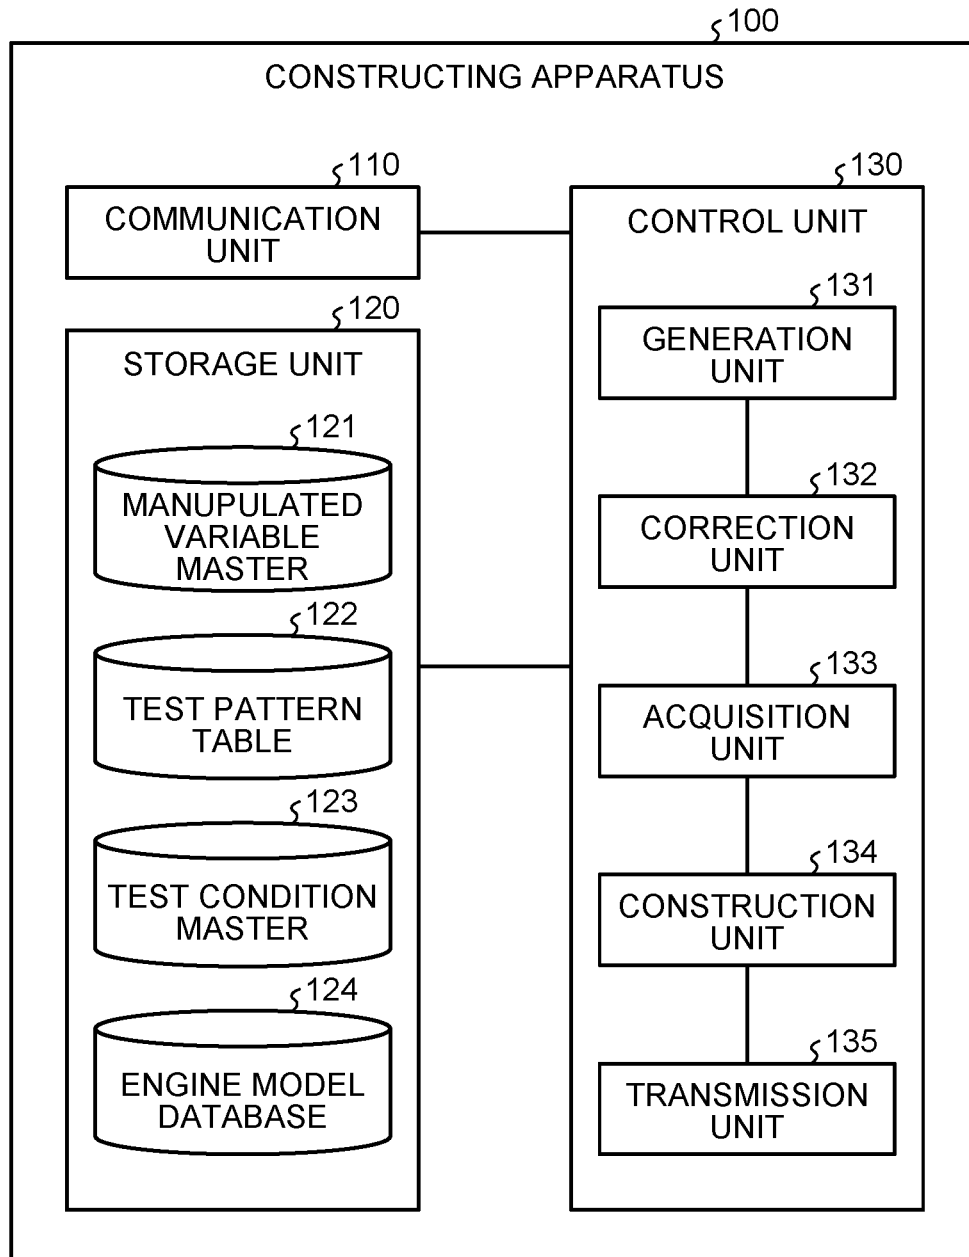 100
CONSTRUCTING APPARATUS
110
COMMUNICATION
UNIT
120
STORAGE UNIT
121
MANUPULATED
VARIABLE
MASTER
122
TEST PATTERN
TABLE
123
TEST CONDITION
MASTER
124
ENGINE MODEL
DATABASE
130
CONTROL UNIT
131
GENERATION
UNIT
132
CORRECTION
UNIT
133
ACQUISITION
UNIT
134
CONSTRUCTION
UNIT
135
TRANSMISSION
UNIT